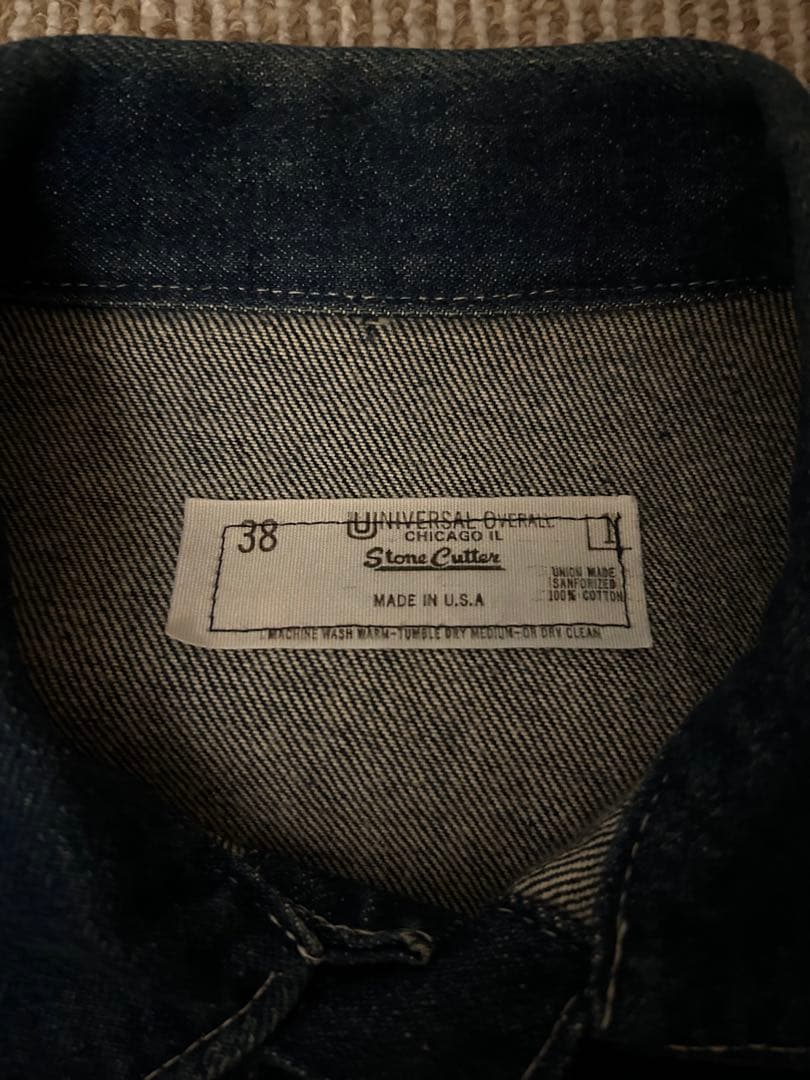 38
UNIVERSAL OVERALL
CHICAGO IL
Stone Cutter
MADE IN U.S.A
UNION MADE
SANFORIZED
100% COTTON
MACHINE WASH WARM-TUMBLE DRY MEDIUM-OR DRY CLEAN